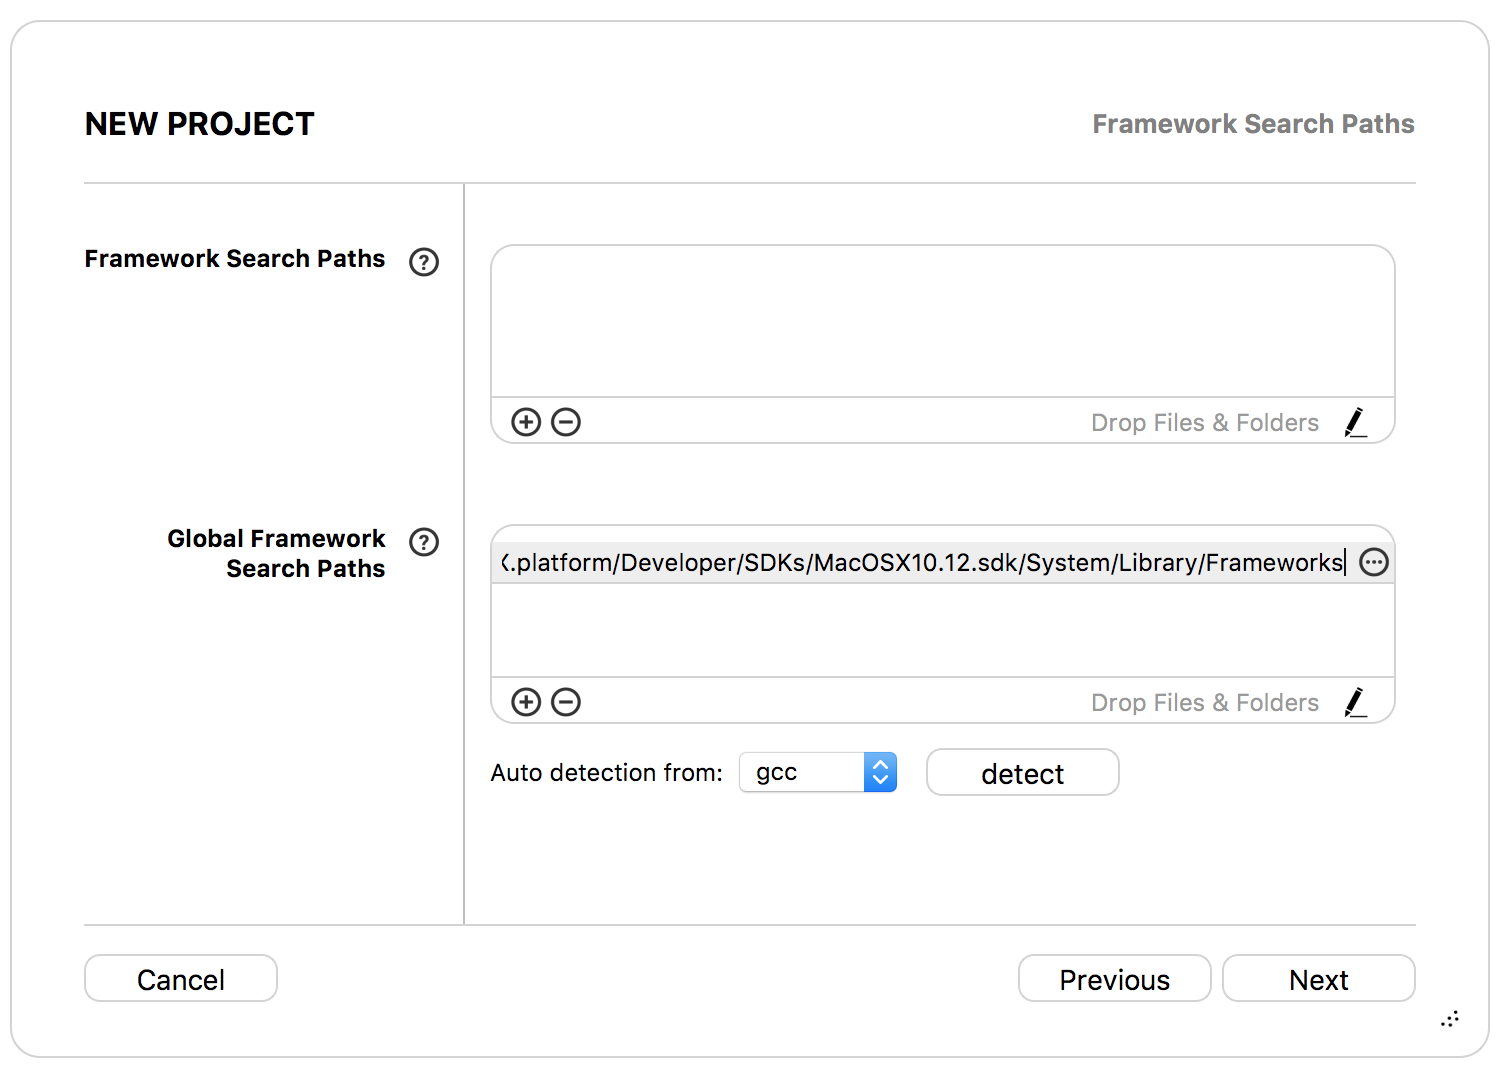 NEW PROJECT
Framework Search Paths
Framework Search Paths
Drop Files & Folders
Global Framework
Search Paths
.platform/Developer/SDKs/MacOSX10.12.sdk/System/Library/Frameworks
Drop Files & Folders
Auto detection from:
gcc
detect
Cancel
Previous
Next